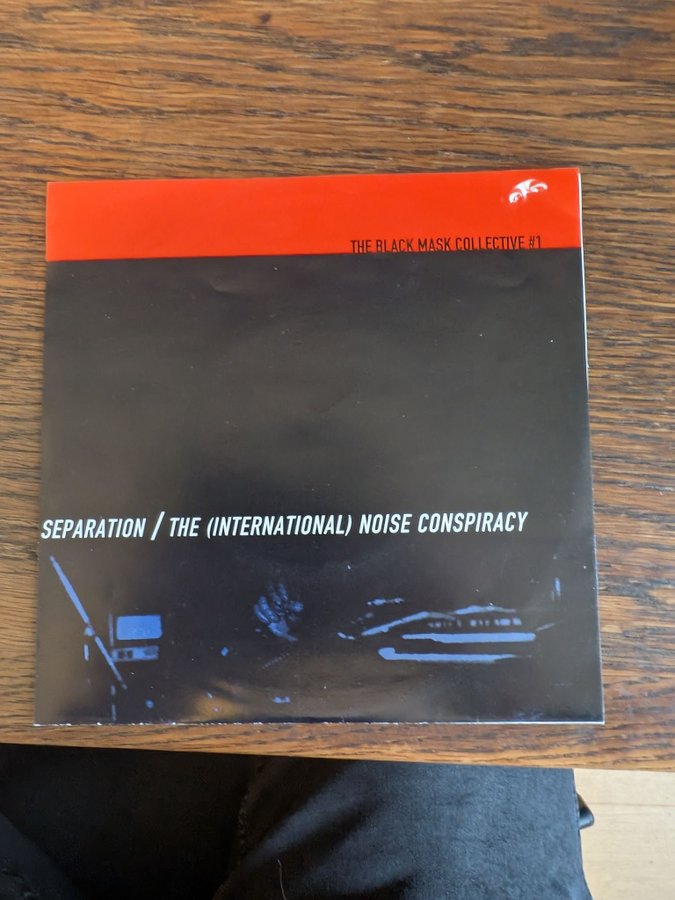 THE BLACK MASK COLLECTIVE #1
SEPARATION / THE (INTERNATIONAL) NOISE CONSPIRACY